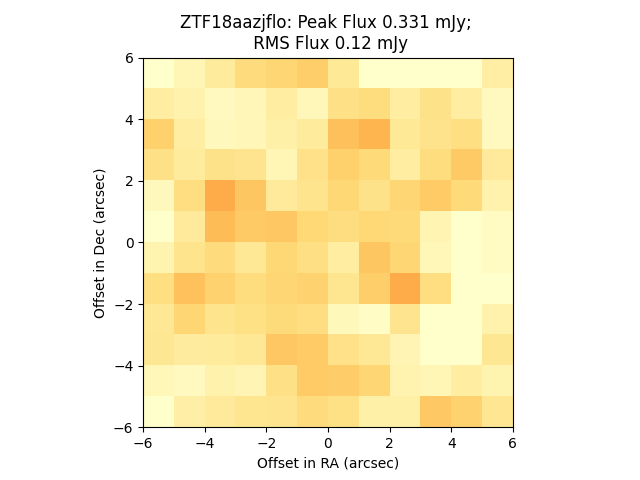 ZTF18aazjflo: Peak Flux 0.331 mJy;
RMS Flux 0.12 mJy
6
4
2
0
−2
−4
−6
Offset in Dec (arcsec)
−6 −4 −2 0 2 4 6
Offset in RA (arcsec)